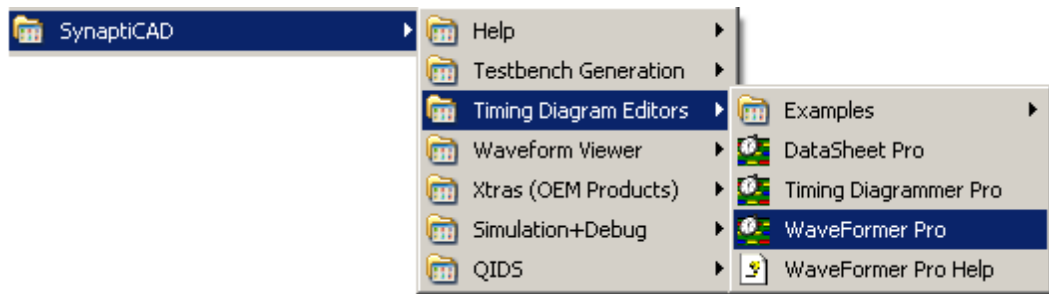 SynaptiCAD
Help
Testbench Generation
Timing Diagram Editors
Waveform Viewer
Xtras (OEM Products)
Simulation+Debug
QIDS
Examples
DataSheet Pro
Timing Diagrammer Pro
WaveFormer Pro
WaveFormer Pro Help